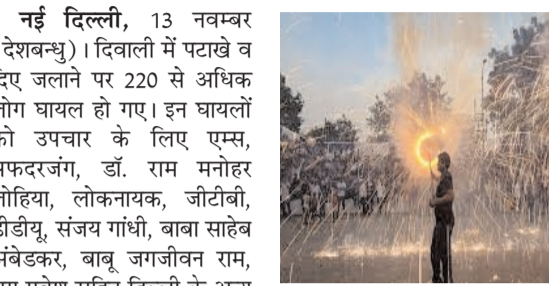 नई दिल्ली, 13 नवम्बर
देशबन्धु)। दिवाली में पटाखे व
दिए जलाने पर 220 से अधिक
लोग घायल हो गए। इन घायलों
को उपचार के लिए एम्स,
सफदरजंग, डॉ. राम मनोहर
लोहिया, लोकनायक, जीटीबी,
डीडीयू, संजय गांधी, बाबा साहेब
अंबेडकर, बाबू जगजीवन राम,